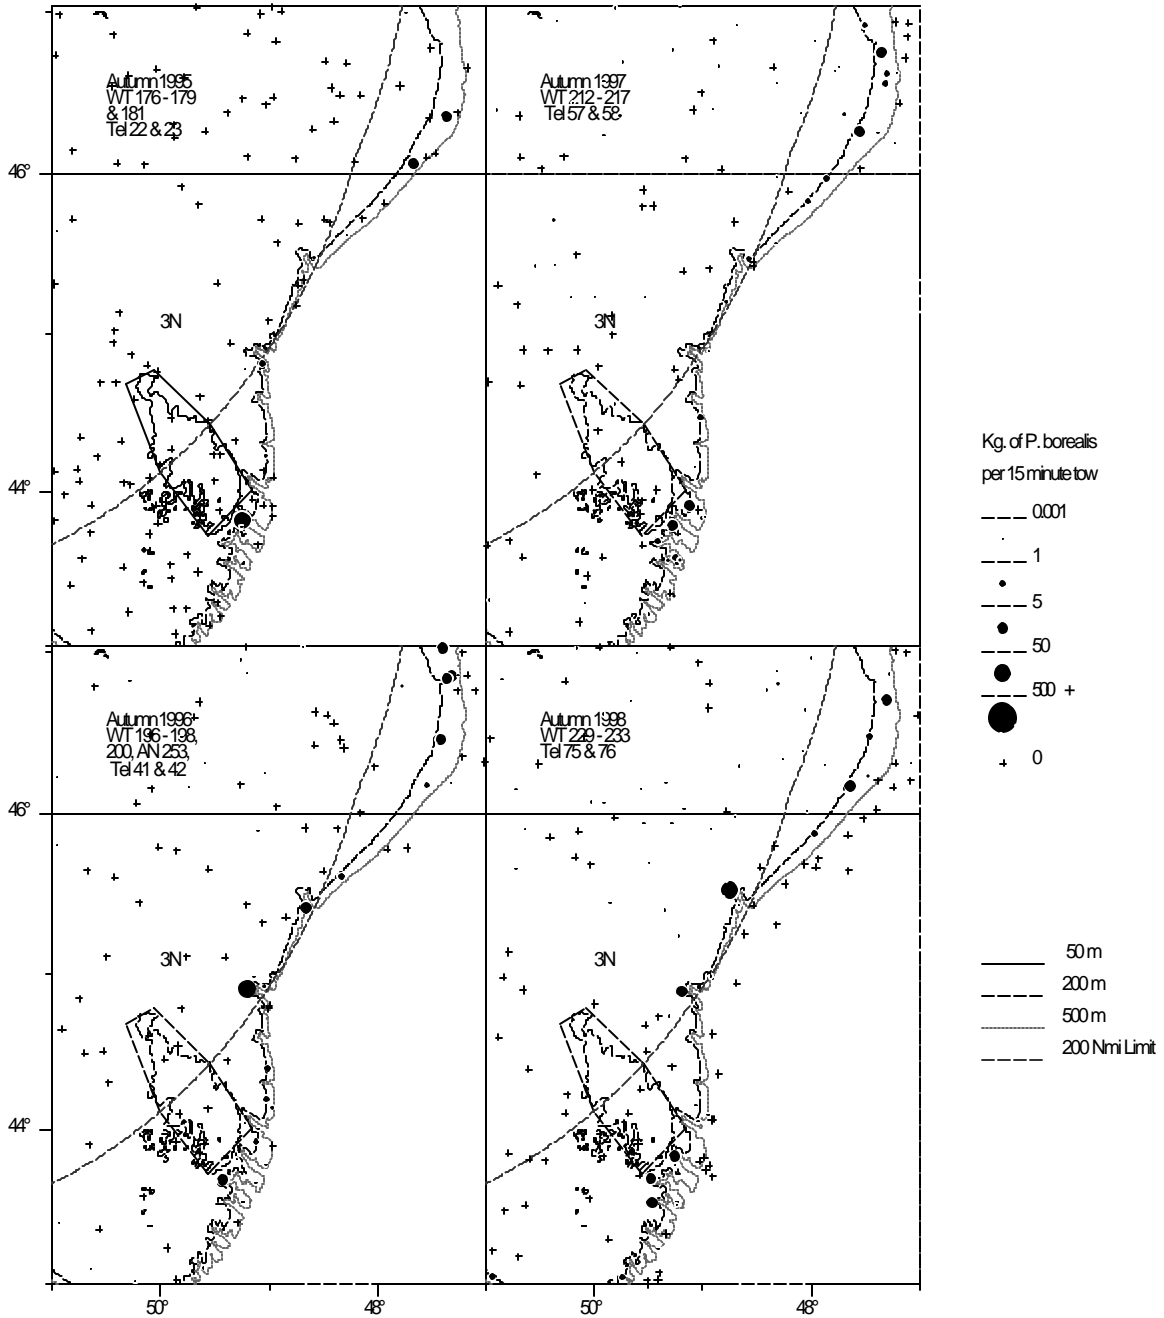 Autumn 1995
WT 176 - 179
& 181
Tel 22 & 23
Autumn 1997
WT 212 - 217
Tel 57 & 58
46°
3N
3N
44°
Autumn 1996
WT 196 - 198,
200, AN 253,
Tel 41 & 42
Autumn 1998
WT 229 - 233
Tel 75 & 76
46°
3N
3N
44°
50°
48°
50°
48°
Kg. of P. borealis
per 15 minute tow
0.001
1
5
50
500 +
0
50 m
200 m
500 m
200 Nmi Limit